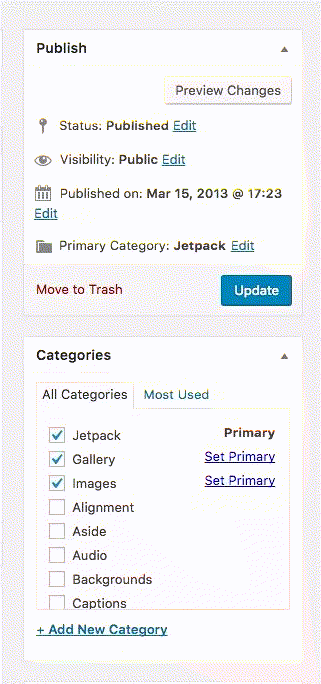 Publish
Preview Changes
Status: Published Edit
Visibility: Public Edit
Published on: Mar 15, 2013 @ 17:23
Edit
Primary Category: Jetpack Edit
Move to Trash Update
Categories
All Categories Most Used
Jetpack Primary
Gallery Set Primary
Images Set Primary
Alignment
Aside
Audio
Backgrounds
Captions
+ Add New Category